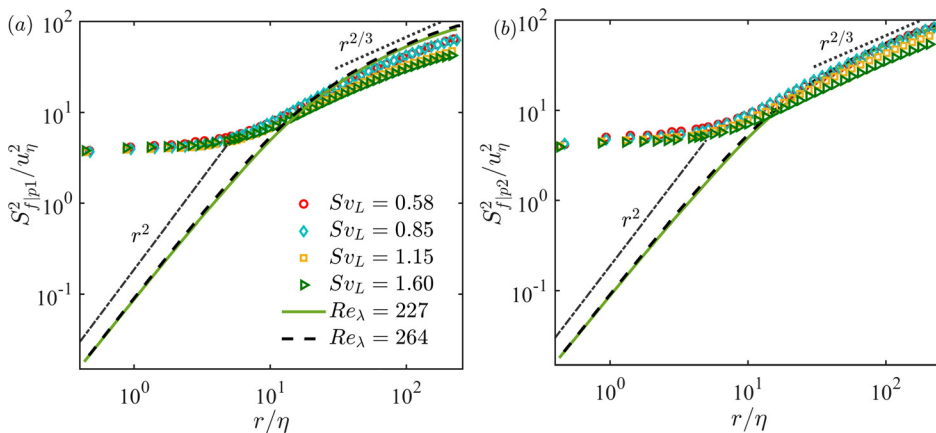 (a)
10^2
10^1
10^0
10^{-1}
S^2_{f|p1}/u^2_η
r^{2/3}
r^2
Sv_L = 0.58
Sv_L = 0.85
Sv_L = 1.15
Sv_L = 1.60
Re_λ = 227
Re_λ = 264
10^0 10^1 10^2
r/η
(b)
10^2
10^1
10^0
10^{-1}
S^2_{f|p2}/u^2_η
r^{2/3}
r^2
10^0 10^1 10^2
r/η